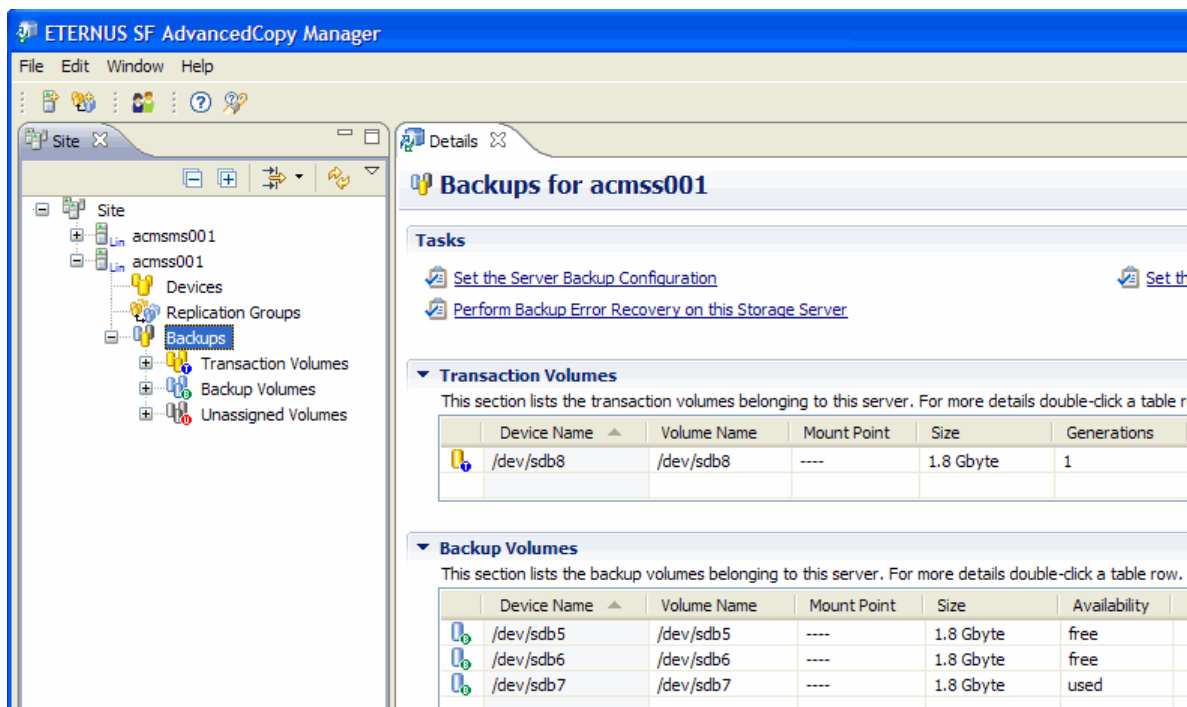 ETERNUS SF AdvancedCopy Manager
File Edit Window Help
Site
Details
Backups for acmss001
Site
Lin acmsms001
Lin acmss001
Devices
Replication Groups
Backups
Transaction Volumes
Backup Volumes
Unassigned Volumes
Tasks
Set the Server Backup Configuration
Set th
Perform Backup Error Recovery on this Storage Server
Transaction Volumes
This section lists the transaction volumes belonging to this server. For more details double-click a table r
Device Name Volume Name Mount Point Size Generations
/dev/sdb8 /dev/sdb8 ---- 1.8 Gbyte 1
Backup Volumes
This section lists the backup volumes belonging to this server. For more details double-click a table row.
Device Name Volume Name Mount Point Size Availability
/dev/sdb5 /dev/sdb5 ---- 1.8 Gbyte free
/dev/sdb6 /dev/sdb6 ---- 1.8 Gbyte free
/dev/sdb7 /dev/sdb7 ---- 1.8 Gbyte used